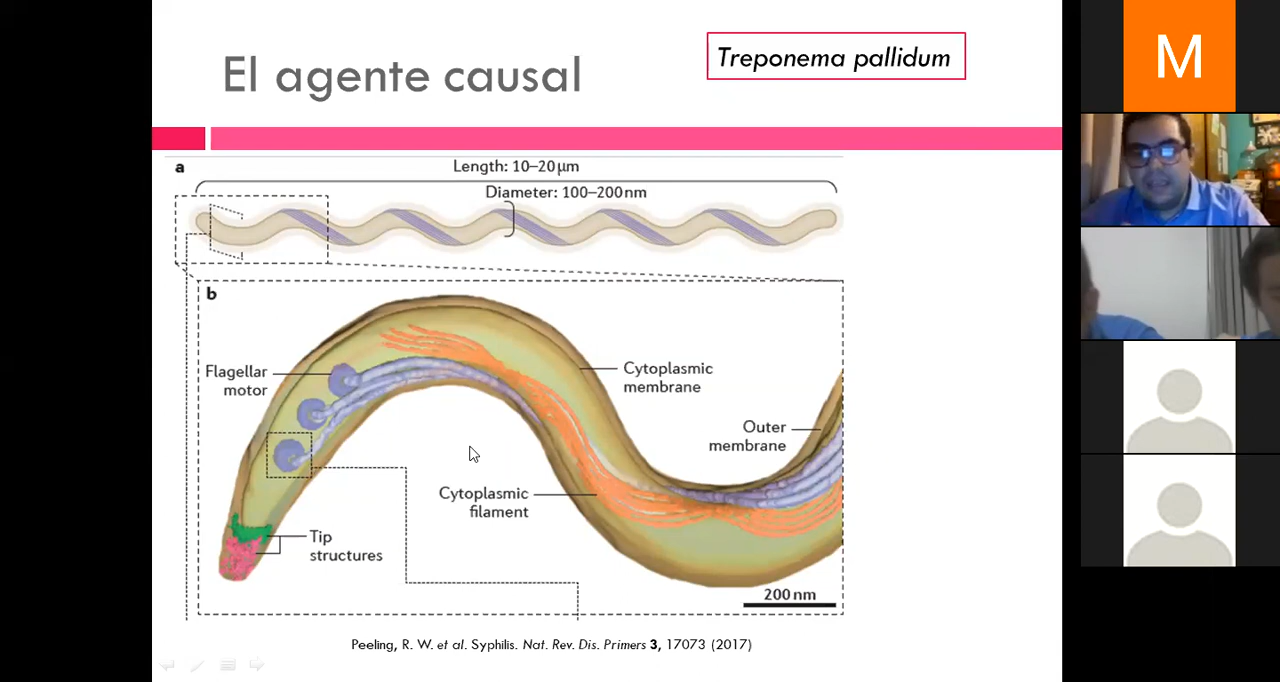 El agente causal
Treponema pallidum
a
Length: 10–20 μm
Diameter: 100–200 nm
b
Flagellar
motor
Cytoplasmic
membrane
Outer
membrane
Cytoplasmic
filament
Tip
structures
200 nm
Peeling, R. W. et al. Syphilis. Nat. Rev. Dis. Primers 3, 17073 (2017)
M